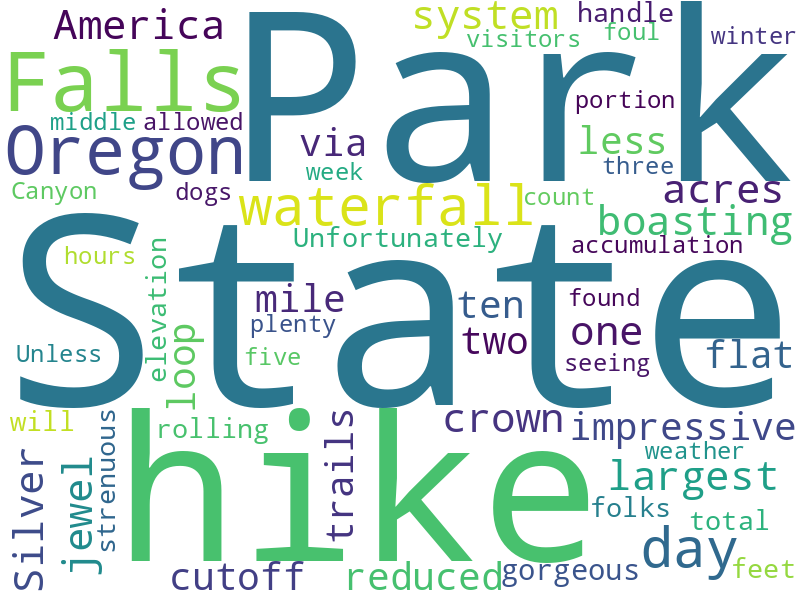 America
system
handle
visitors
foul
winter
Park
Falls
middle
allowed
portion
Oregon
via
less
three
week
Canyon
dogs
waterfall
count
acres
boasting
Unfortunately
accumulation
State
hours
elevation
mile
ten
found
plenty
two
one
Unless
five
seeing
flat
loop
will
rolling
hike
crown
impressive
strenuous
trails
weather
Silver
jewel
largest
folks
total
day
cutoff
reduced
gorgeous
feet